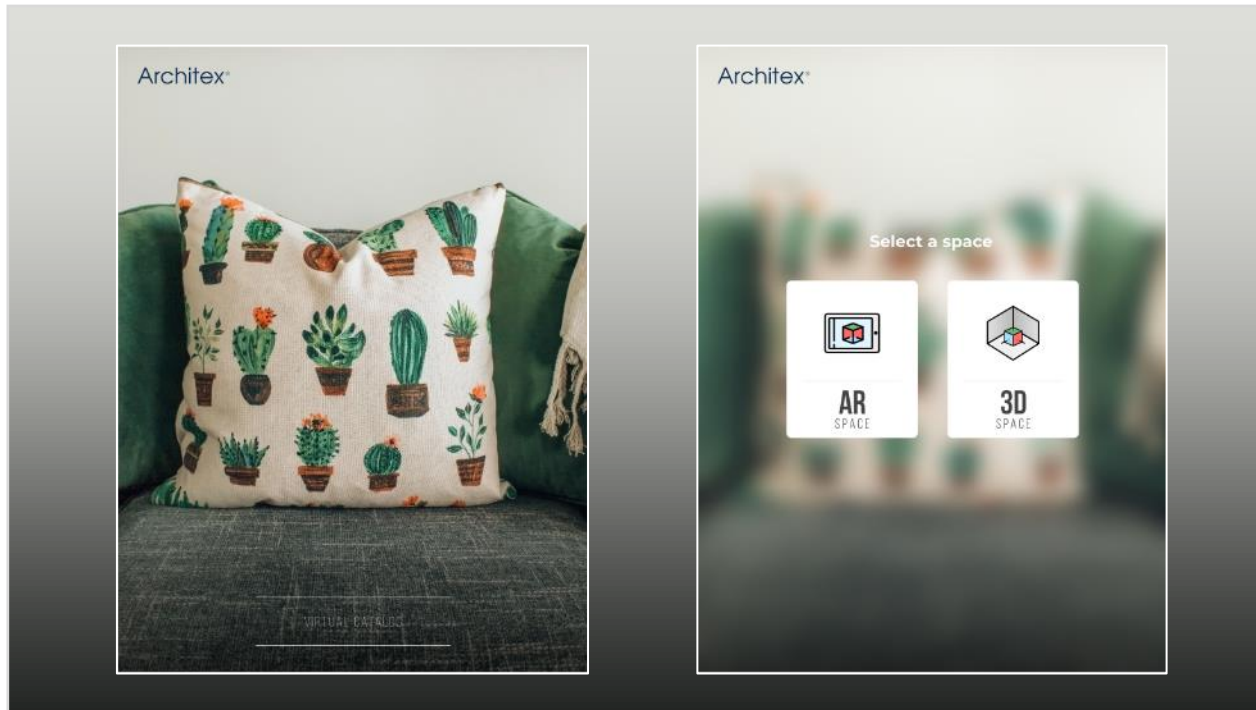 Architex®
VIRTUAL CATALOG
Architex®
Select a space
AR
SPACE
3D
SPACE